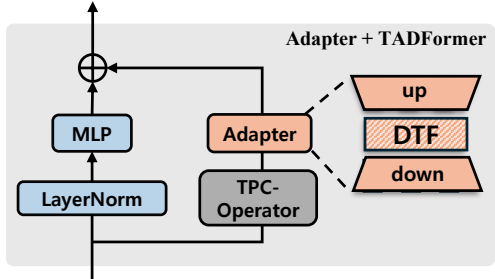 Adapter + TADFormer
up
MLP
Adapter
DTF
LayerNorm
TPC-
Operator
down